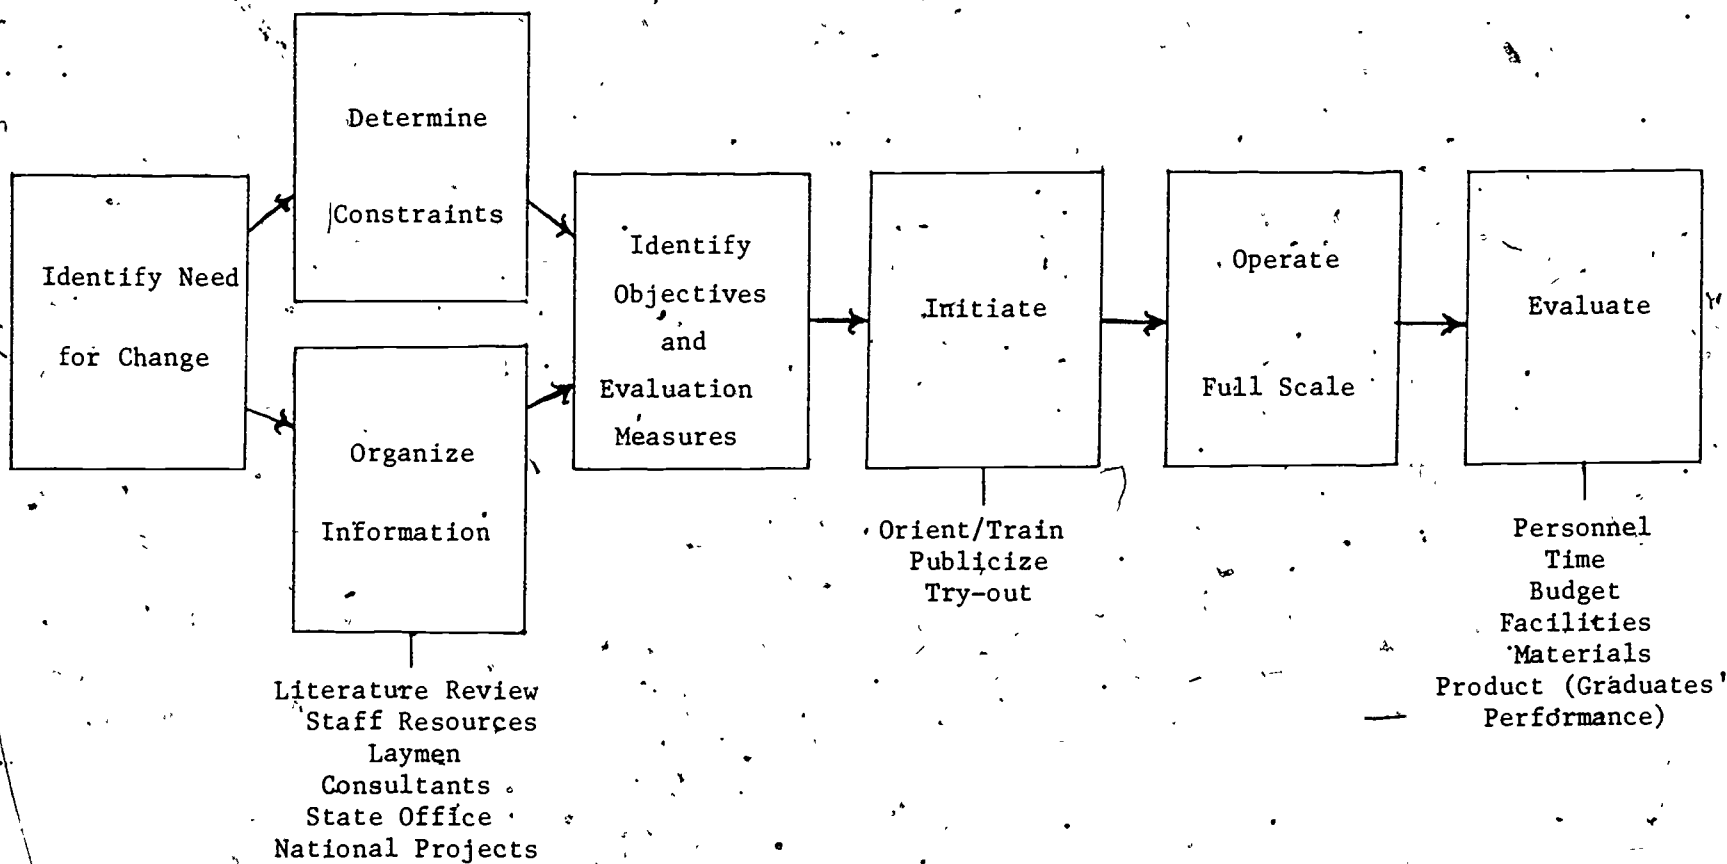 Identify Need
for Change
Determine
Constraints
Organize
Information
Literature Review
Staff Resources
Laymen
Consultants
State Office
National Projects
Identify
Objectives
and
Evaluation
Measures
Initiate
Orient/Train
Publicize
Try-out
Operate
Full Scale
Evaluate
Personnel
Time
Budget
Facilities
Materials
Product (Graduates'
Performance)